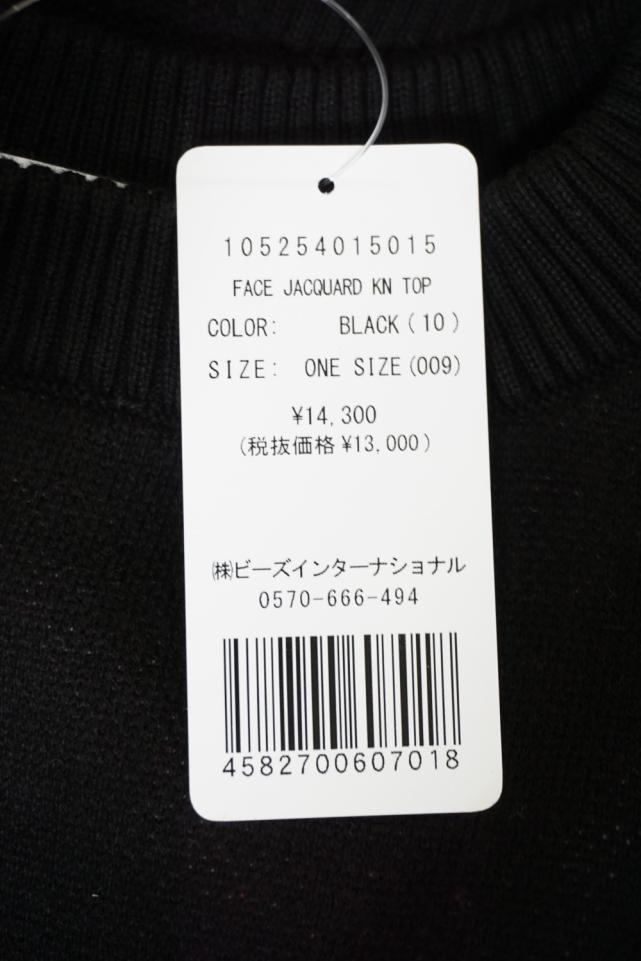 105254015015
FACE JACQUARD KN TOP
COLOR: BLACK(10)
SIZE: ONE SIZE(009)
¥14,300
(税抜価格¥13,000)
㈱ビーズインターナショナル
0570-666-494
4582700607018